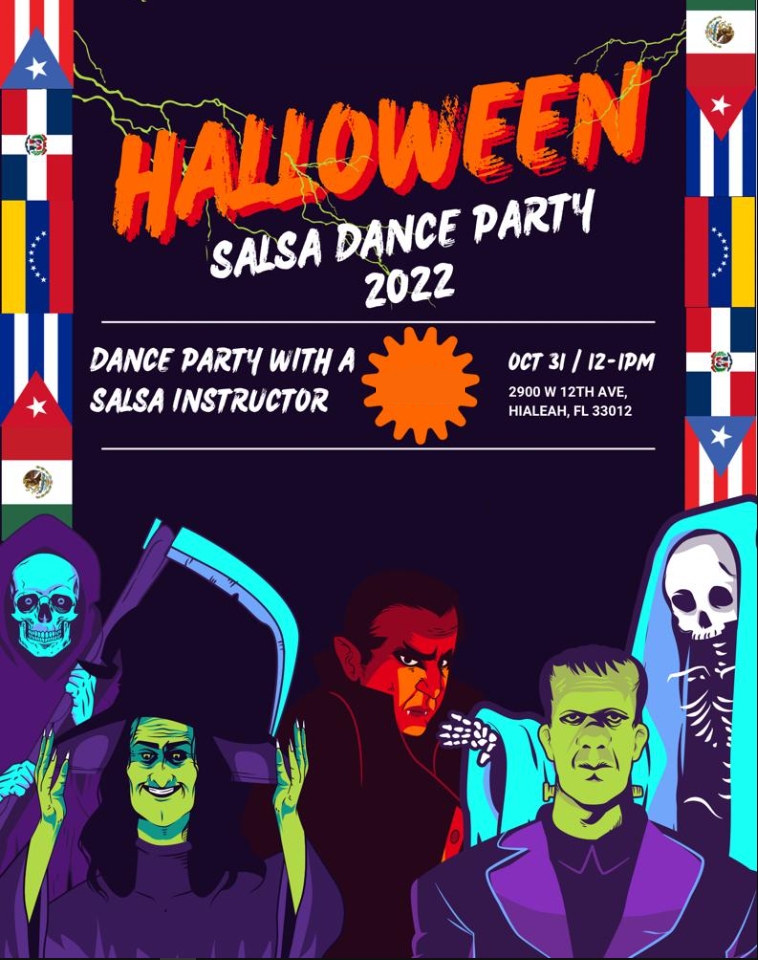 HALLOWEEN
SALSA DANCE PARTY
2022
DANCE PARTY WITH A
SALSA INSTRUCTOR
OCT 31 / 12-1PM
2900 W 12TH AVE,
HIALEAH, FL 33012